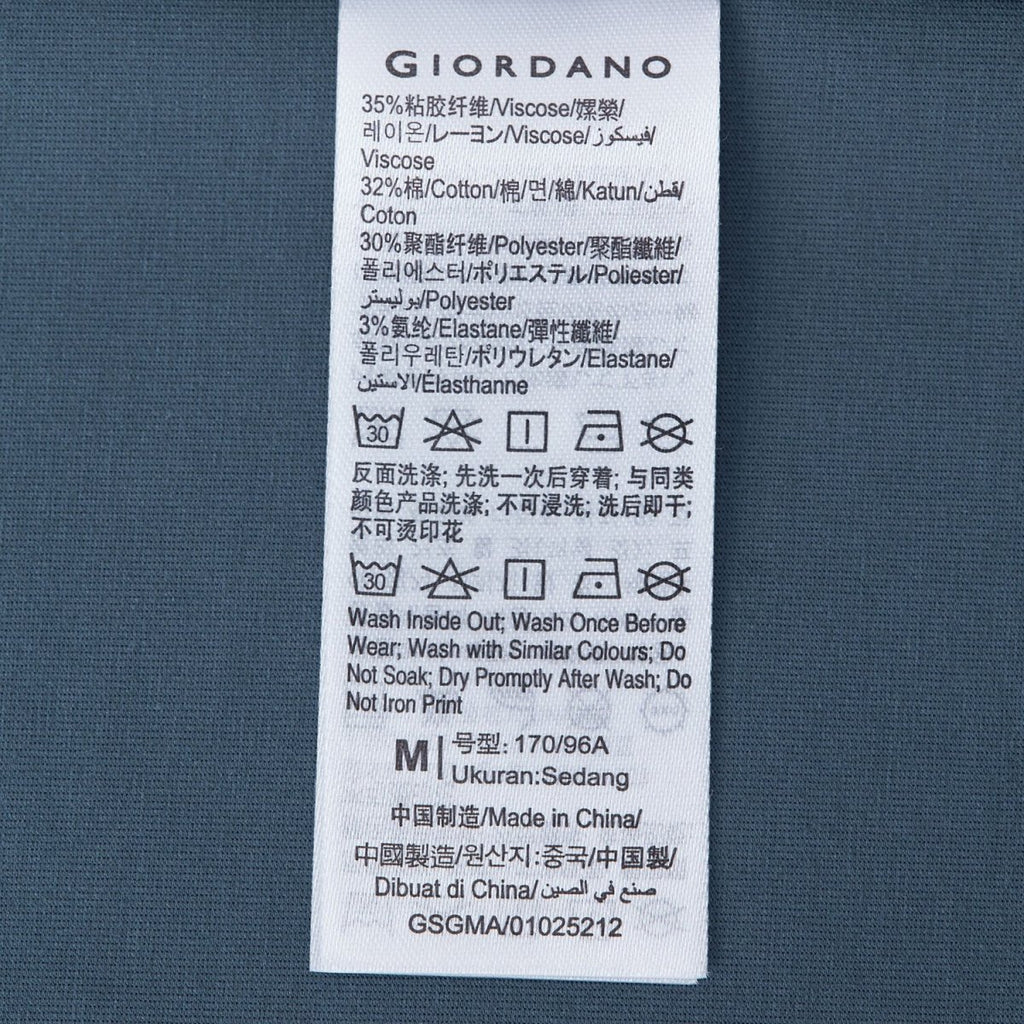 GIORDANO
35%粘胶纤维/Viscose/嫘縈/
레이온/レーヨン/Viscose/فيسكوز/
Viscose
32%棉/Cotton/棉/면/綿/Katun/قطن/
Coton
30%聚酯纤维/Polyester/聚酯纖維/
폴리에스터/ポリエステル/Poliester/
بوليستر/Polyester
3%氨纶/Elastane/彈性纖維/
폴리우레탄/ポリウレタン/Elastane/
الاستين/Élasthanne
30
反面洗涤; 先洗一次后穿着; 与同类
颜色产品洗涤; 不可浸洗; 洗后即干;
不可烫印花
30
Wash Inside Out; Wash Once Before
Wear; Wash with Similar Colours; Do
Not Soak; Dry Promptly After Wash; Do
Not Iron Print
M 号型: 170/96A
Ukuran:Sedang
中国制造/Made in China/
中國製造/원산지:중국/中国製/
Dibuat di China/صنع في الصين
GSGMA/01025212